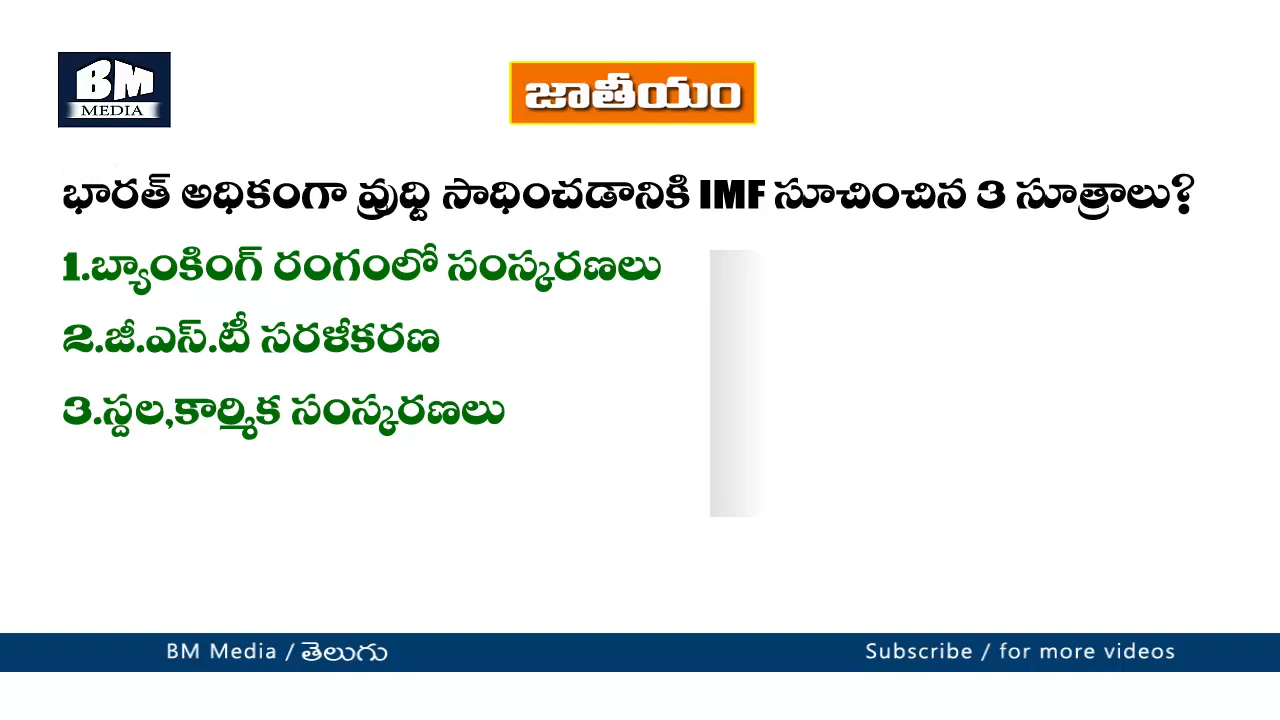 BM
MEDIA
జాతీయం
భారత్ అధికంగా వ్రుద్ది సాధించడానికి IMF సూచించిన 3 సూత్రాలు?
1.బ్యాంకింగ్ రంగంలో సంస్కరణలు
2.జీ.ఎస్.టీ సరళీకరణ
3.స్దల,కార్మిక సంస్కరణలు
BM Media / తెలుగు
Subscribe / for more videos